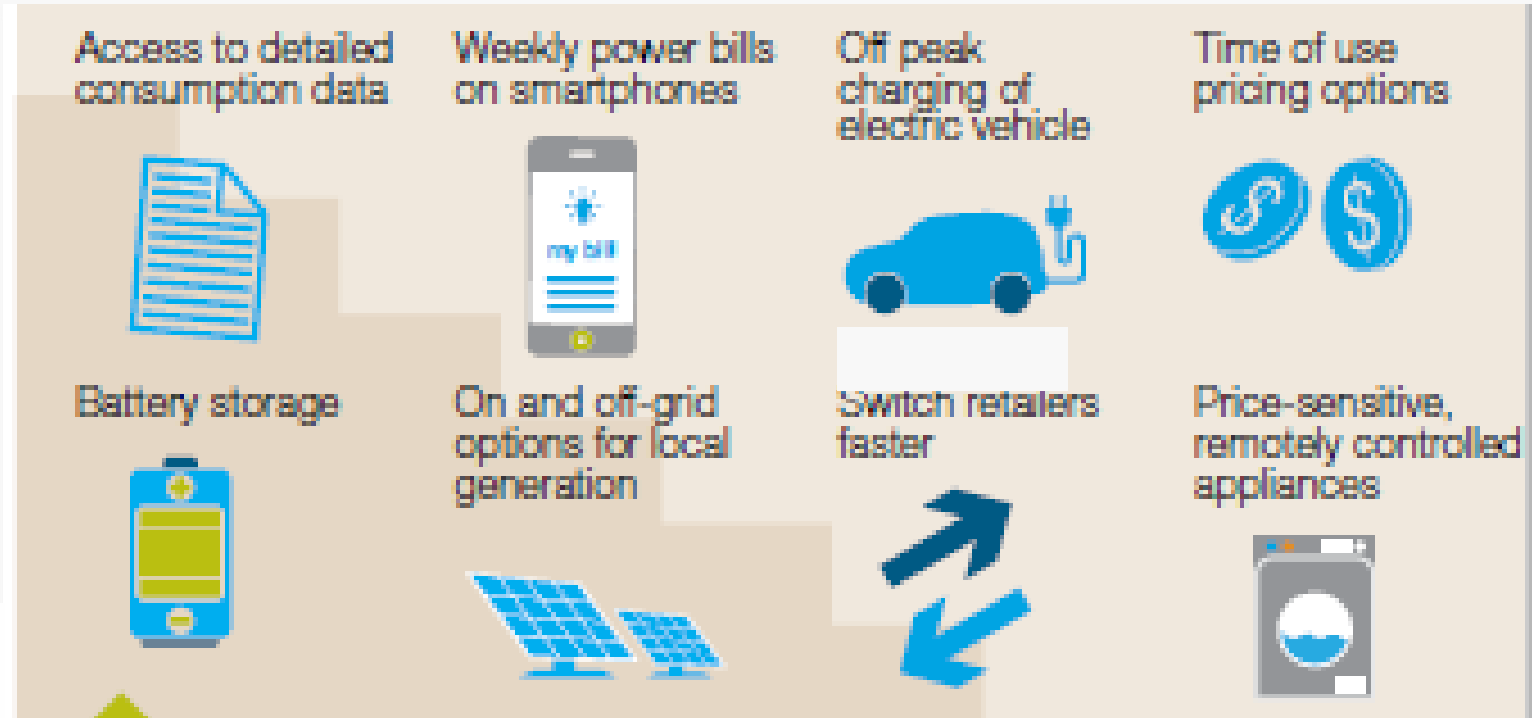 Access to detailed
consumption data
Weekly power bills
on smartphones
my bill
Off peak
charging of
electric vehicle
Time of use
pricing options
$
$
Battery storage
On and off-grid
options for local
generation
Switch retailers
faster
Price-sensitive,
remotely controlled
appliances